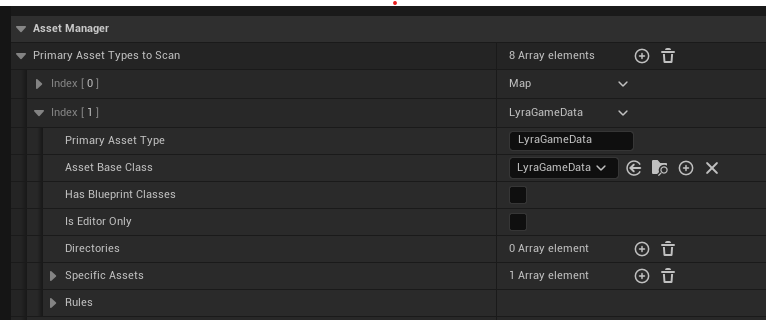 Asset Manager
Primary Asset Types to Scan 8 Array elements
Index [ 0 ] Map
Index [ 1 ] LyraGameData
Primary Asset Type LyraGameData
Asset Base Class LyraGameData
Has Blueprint Classes
Is Editor Only
Directories 0 Array element
Specific Assets 1 Array element
Rules